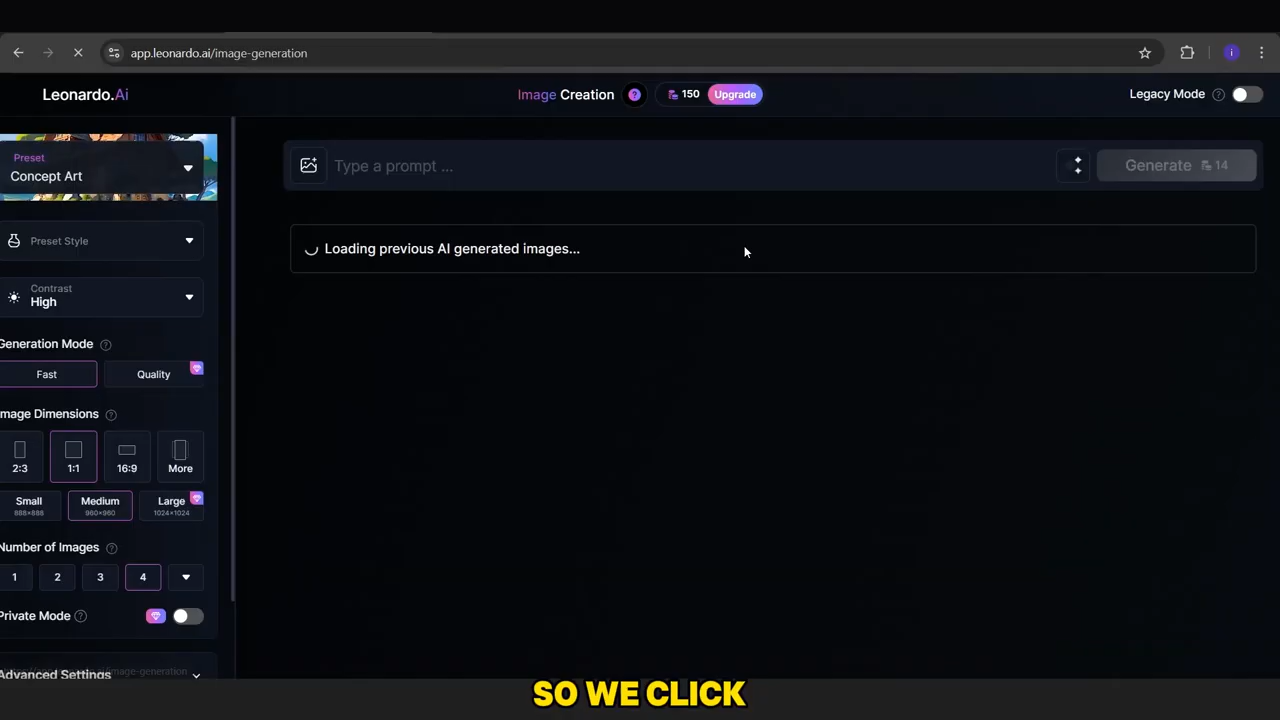 app.leonardo.ai/image-generation
i
Leonardo.Ai
Image Creation ?
150 Upgrade
Legacy Mode ?
Preset
Concept Art
Type a prompt ...
Generate 14
Preset Style
Loading previous AI generated images...
Contrast
High
Generation Mode ?
Fast
Quality
mage Dimensions ?
2:3
1:1
16:9
More
Small
888×888
Medium
960×960
Large
1024×1024
Number of Images ?
1
2
3
4
Private Mode ?
Advanced Settings
SO WE CLICK